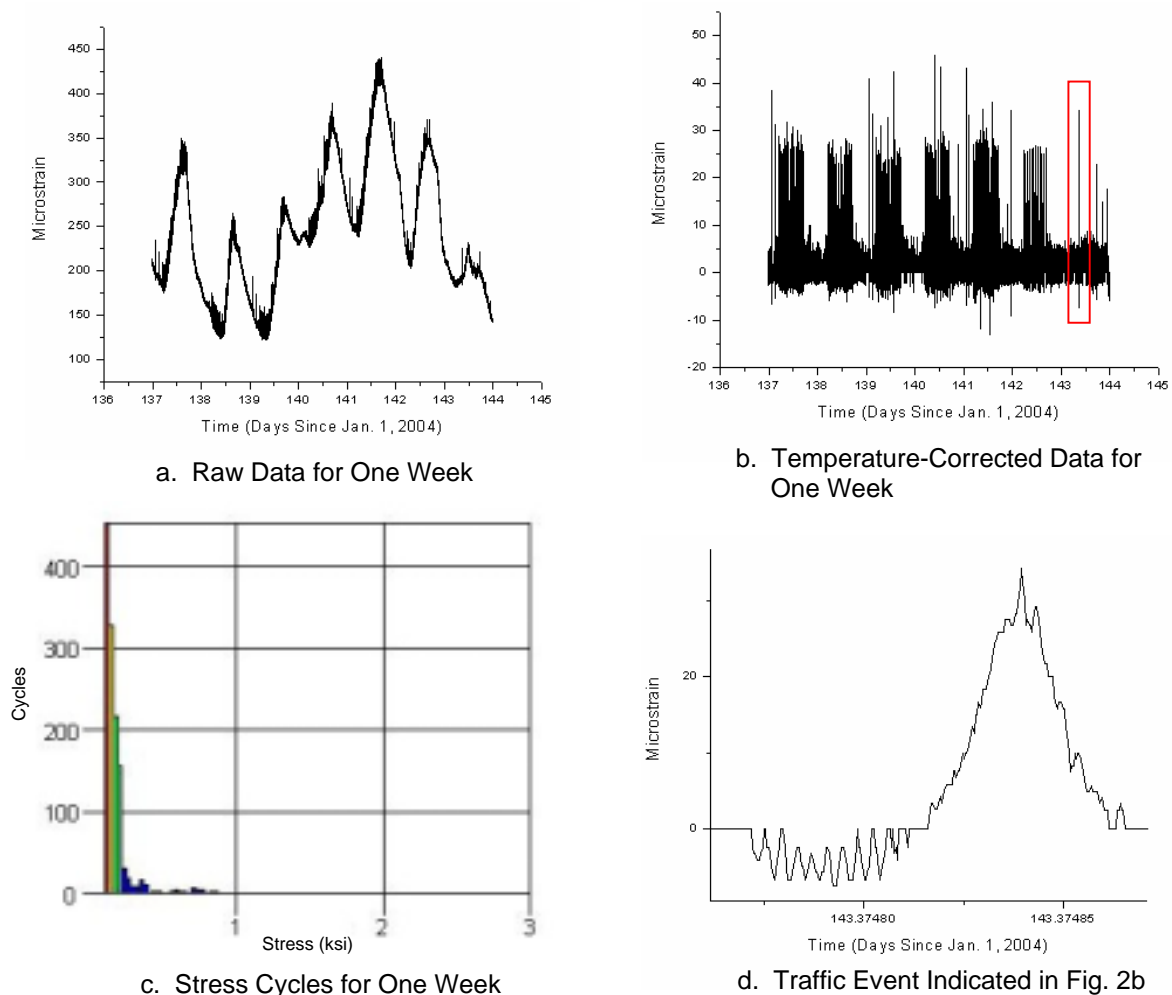 450
400
350
300
250
200
150
100
Microstrain
136 137 138 139 140 141 142 143 144 145
Time (Days Since Jan. 1, 2004)
a. Raw Data for One Week
50
40
30
20
10
0
-10
-20
Microstrain
136 137 138 139 140 141 142 143 144 145
Time (Days Since Jan. 1, 2004)
b. Temperature-Corrected Data for
One Week
400
300
200
100
0
Cycles
1 2 3
Stress (ksi)
c. Stress Cycles for One Week
20
0
Microstrain
143.37480 143.37485
Time (Days Since Jan. 1, 2004)
d. Traffic Event Indicated in Fig. 2b